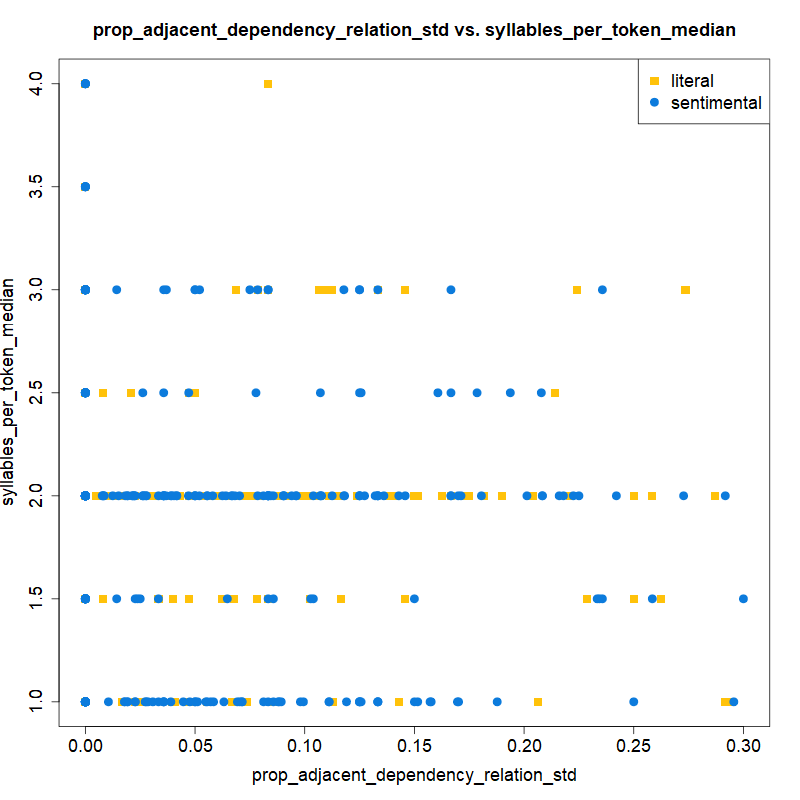 prop_adjacent_dependency_relation_std vs. syllables_per_token_median
literal
sentimental
syllables_per_token_median
4.0
3.5
3.0
2.5
2.0
1.5
1.0
0.00 0.05 0.10 0.15 0.20 0.25 0.30
prop_adjacent_dependency_relation_std